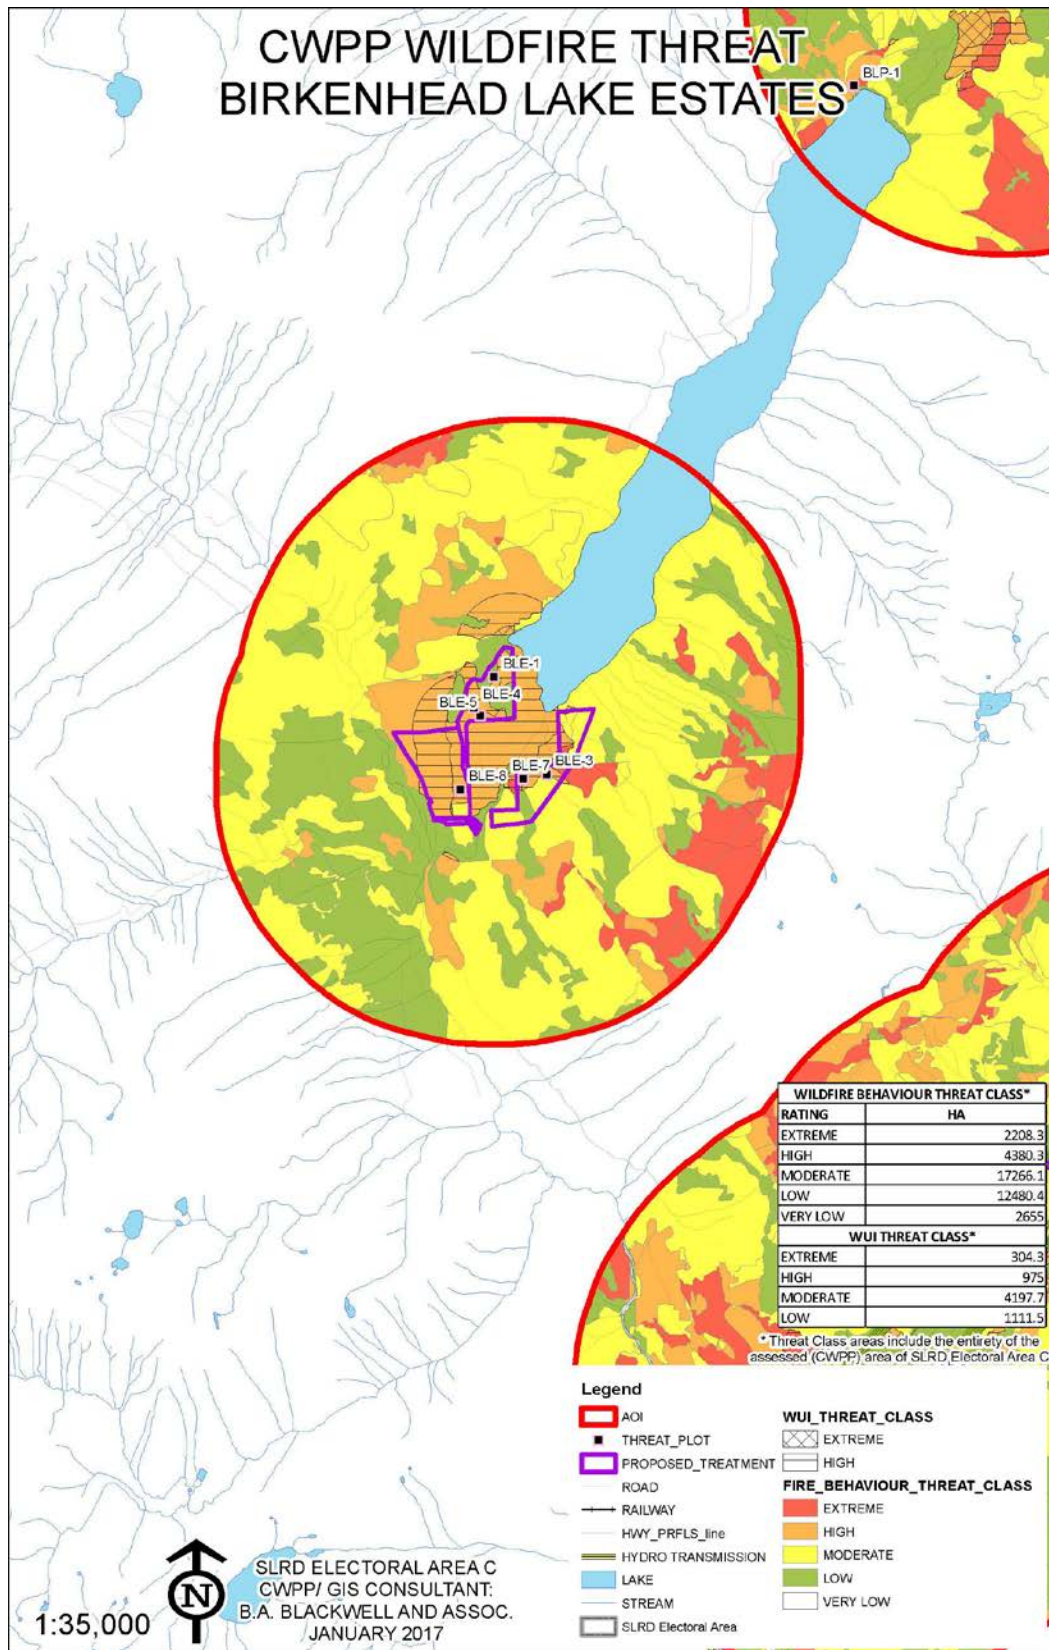 CWPP WILDFIRE THREAT
BIRKENHEAD LAKE ESTATES
BLP-1
BLE-1
BLE-4
BLE-5
BLE-7
BLE-3
BLE-8
WILDFIRE BEHAVIOUR THREAT CLASS*
RATING HA
EXTREME 2208.3
HIGH 4380.3
MODERATE 17266.1
LOW 12480.4
VERY LOW 2655
WUI THREAT CLASS*
EXTREME 304.3
HIGH 975
MODERATE 4197.7
LOW 1111.5
* Threat Class areas include the entirety of the
assessed (CWPP) area of SLRD Electoral Area C
Legend
AOI
THREAT_PLOT
PROPOSED_TREATMENT
ROAD
RAILWAY
HWY_PRFLS_line
HYDRO TRANSMISSION
LAKE
STREAM
SLRD Electoral Area
WUI_THREAT_CLASS
EXTREME
HIGH
FIRE_BEHAVIOUR_THREAT_CLASS
EXTREME
HIGH
MODERATE
LOW
VERY LOW
1:35,000
N
SLRD ELECTORAL AREA C
CWPP/ GIS CONSULTANT:
B.A. BLACKWELL AND ASSOC.
JANUARY 2017